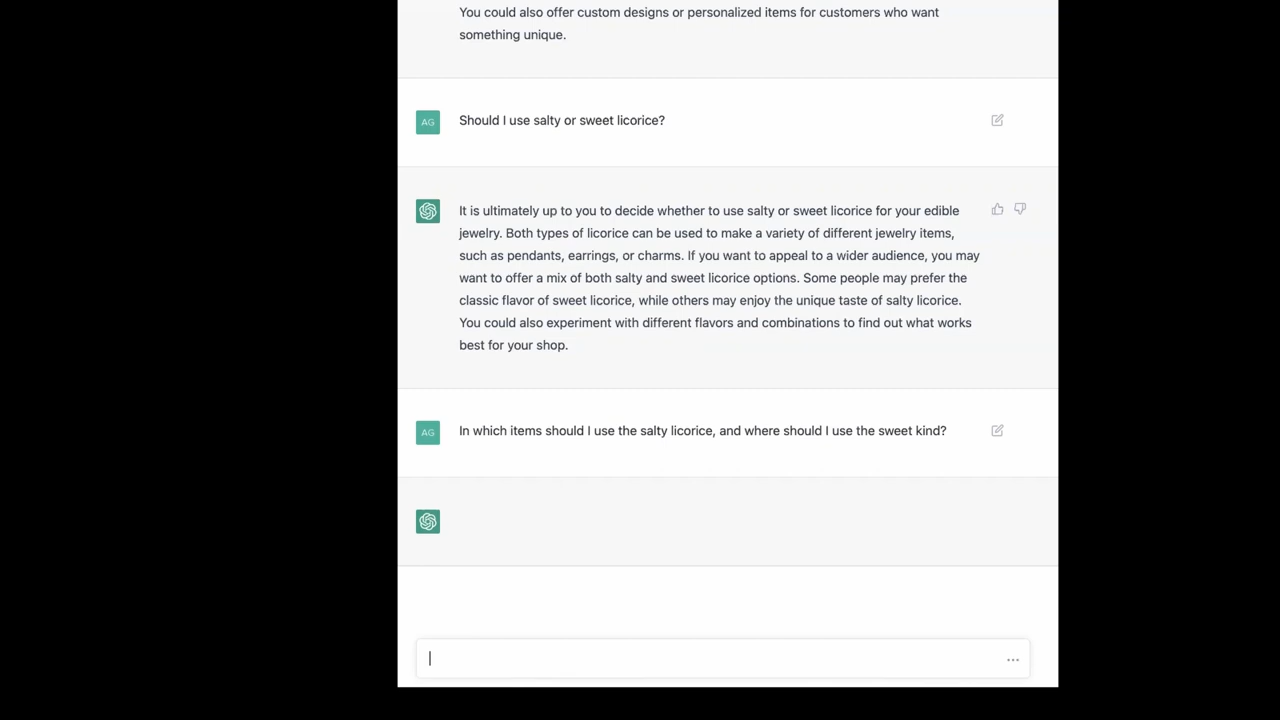 You could also offer custom designs or personalized items for customers who want
something unique.
AG
Should I use salty or sweet licorice?
It is ultimately up to you to decide whether to use salty or sweet licorice for your edible
jewelry. Both types of licorice can be used to make a variety of different jewelry items,
such as pendants, earrings, or charms. If you want to appeal to a wider audience, you may
want to offer a mix of both salty and sweet licorice options. Some people may prefer the
classic flavor of sweet licorice, while others may enjoy the unique taste of salty licorice.
You could also experiment with different flavors and combinations to find out what works
best for your shop.
AG
In which items should I use the salty licorice, and where should I use the sweet kind?